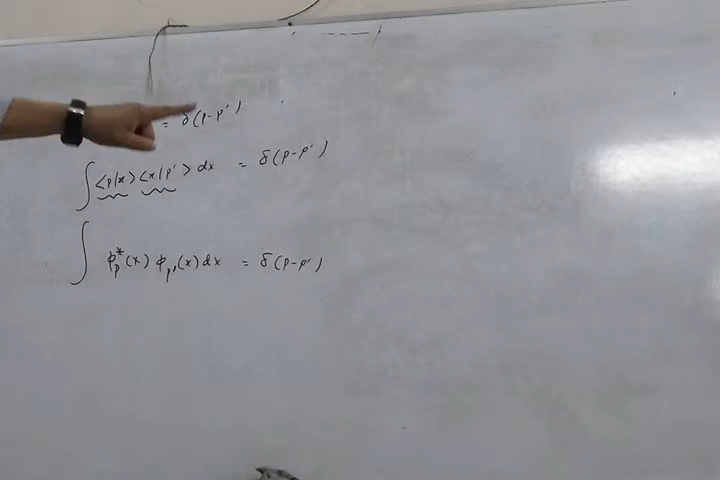 = δ(p-p')
∫ <p|x> <x|p'> dx = δ(p-p')
∫ ϕ*ₚ(x) ϕₚ'(x) dx = δ(p-p')